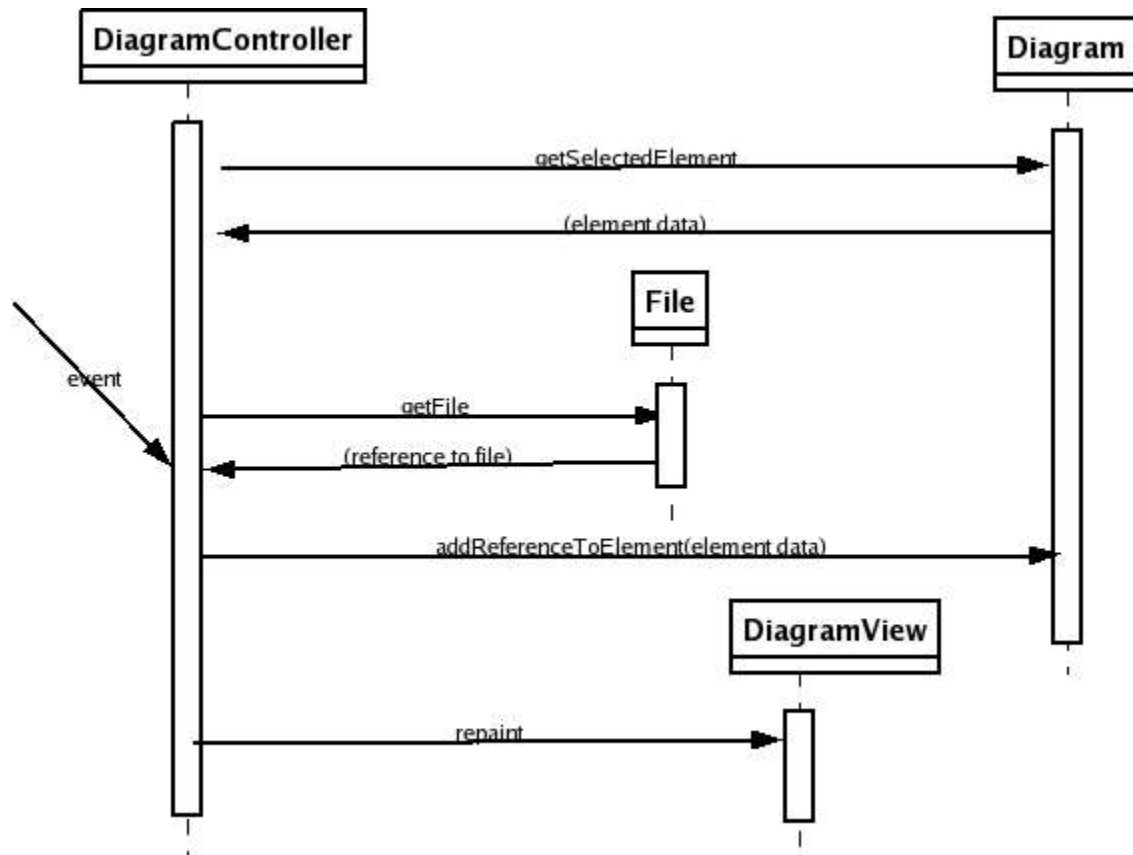 DiagramController
Diagram
getSelectedElement
(element data)
File
event
getFile
(reference to file)
addReferenceToElement(element data)
DiagramView
repaint